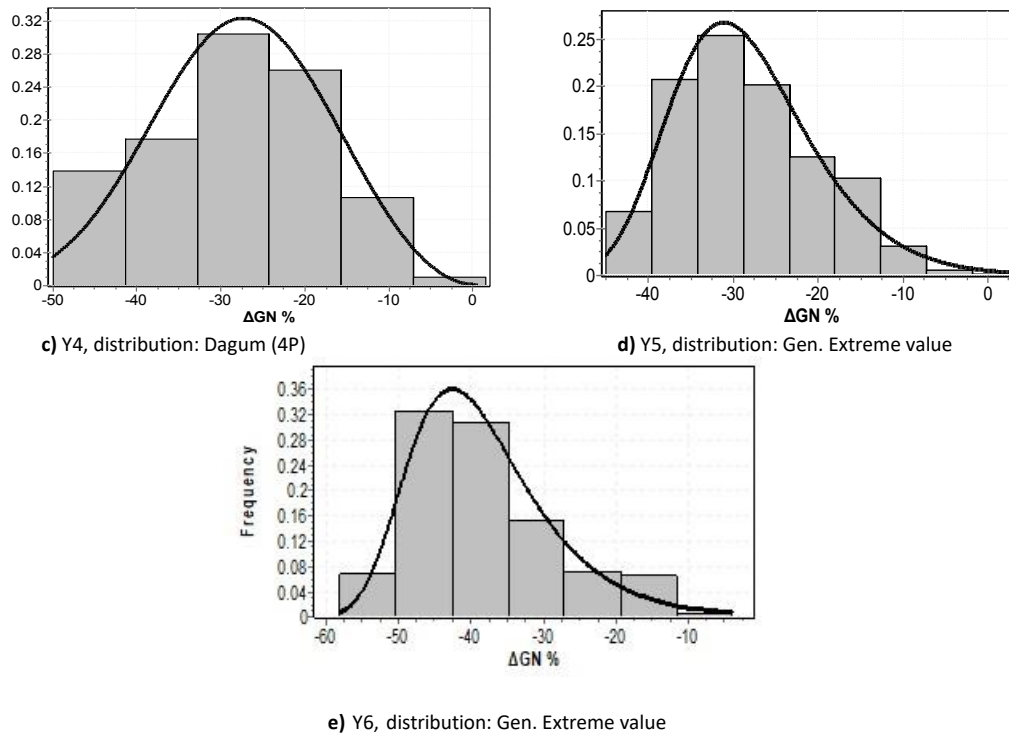 0.32
0.28
0.24
0.2
0.16
0.12
0.08
0.04
0
-50 -40 -30 -20 -10 0
ΔGN %
c) Y4, distribution: Dagum (4P)
0.25
0.2
0.15
0.1
0.05
0
-40 -30 -20 -10 0
ΔGN %
d) Y5, distribution: Gen. Extreme value
Frequency
0.36
0.32
0.28
0.24
0.2
0.16
0.12
0.08
0.04
0
-60 -50 -40 -30 -20 -10
ΔGN %
e) Y6, distribution: Gen. Extreme value